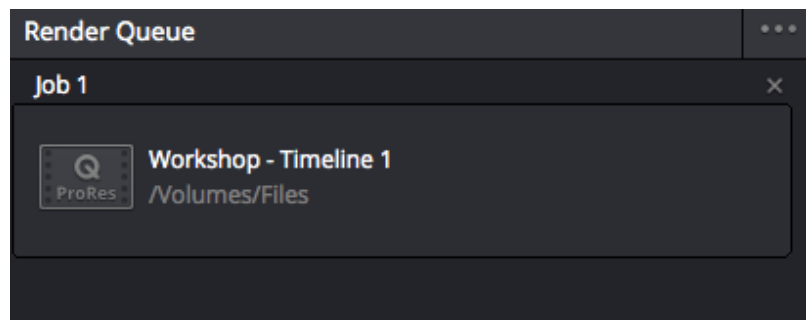 Render Queue
Job 1
Q
ProRes
Workshop - Timeline 1
/Volumes/Files